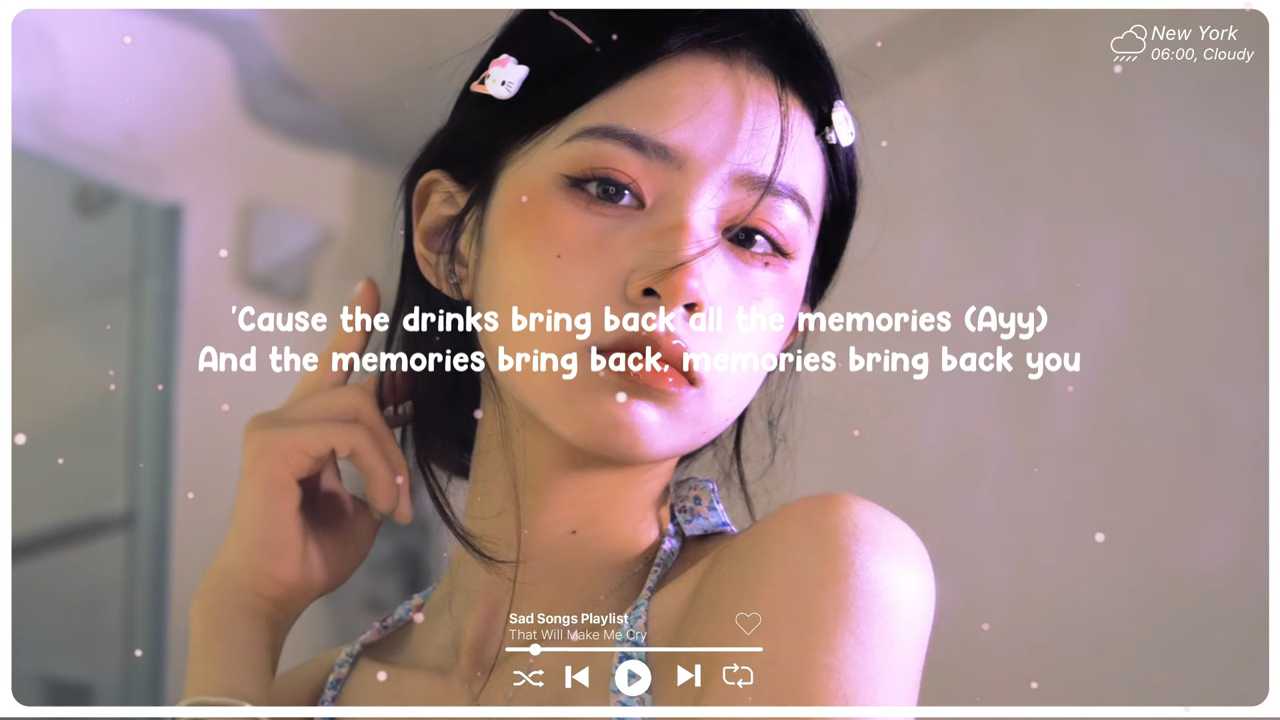 New York
06:00, Cloudy
'Cause the drinks bring back all the memories (Ayy)
And the memories bring back, memories bring back you
Sad Songs Playlist
That Will Make Me Cry